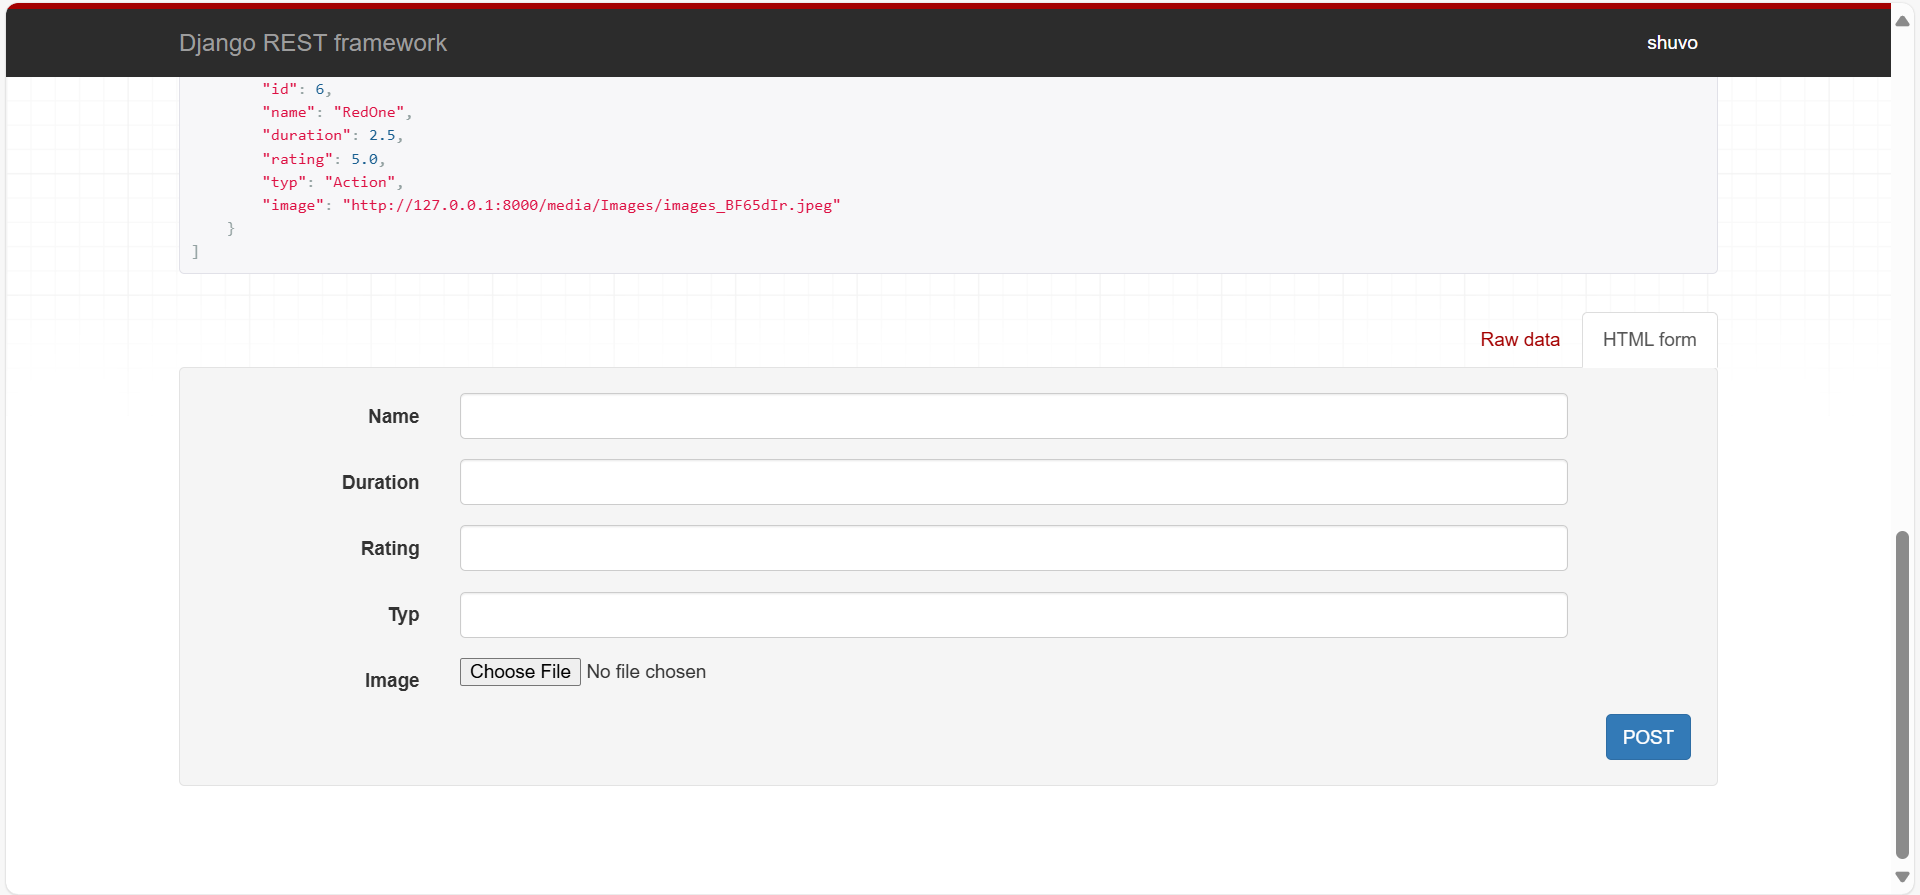 Django REST framework
shuvo
"id": 6,
"name": "RedOne",
"duration": 2.5,
"rating": 5.0,
"typ": "Action",
"image": "http://127.0.0.1:8000/media/Images/images_BF65dIr.jpeg"
}
]
Raw data
HTML form
Name
Duration
Rating
Typ
Image
Choose File No file chosen
POST